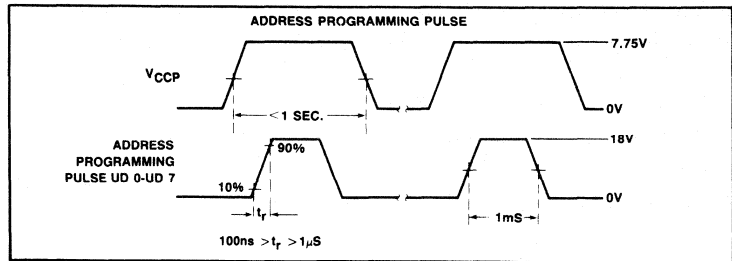 ADDRESS PROGRAMMING PULSE
7.75V
VCCP
0V
< 1 SEC.
ADDRESS
PROGRAMMING
PULSE UD 0-UD 7
18V
90%
10%
0V
tr
1mS
100ns >tr > 1μS